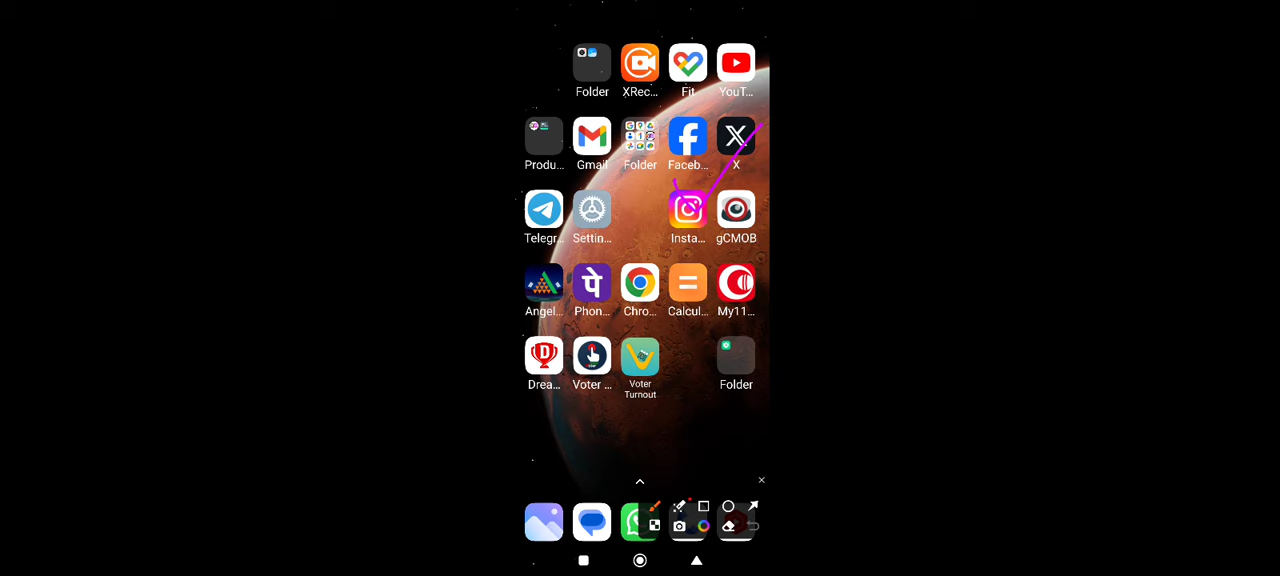 Folder XRec... Fit YouT...
Produ... Gmail Folder Faceb... X
Telegr... Settin... Insta... gCMOB
Angel... Phon... Chro... Calcul... My11...
Drea... Voter ... Voter Turnout Folder